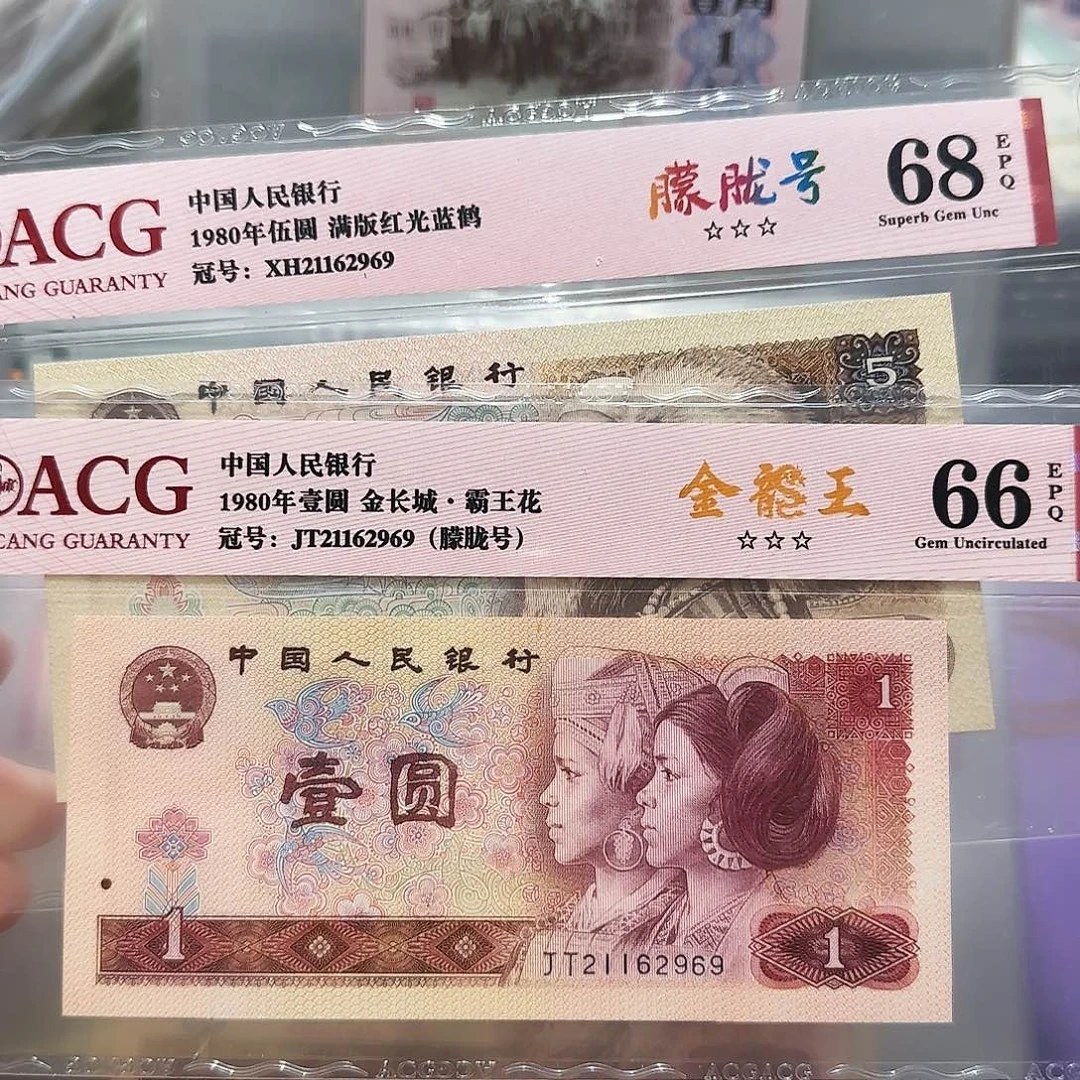 1
ACG
ANG GUARANTY
中国人民银行
1980年伍圆 满版红光蓝鹤
冠号：XH21162969
朦胧号
☆☆☆
68
EPQ
Superb Gem Unc
中国人民银行
5
ACG
CANG GUARANTY
中国人民银行
1980年壹圆 金长城·霸王花
冠号：JT21162969（朦胧号）
金龍王
☆☆☆
66
EPQ
Gem Uncirculated
中国人民银行
1
壹圆
1
JT21162969
1
ACGACG